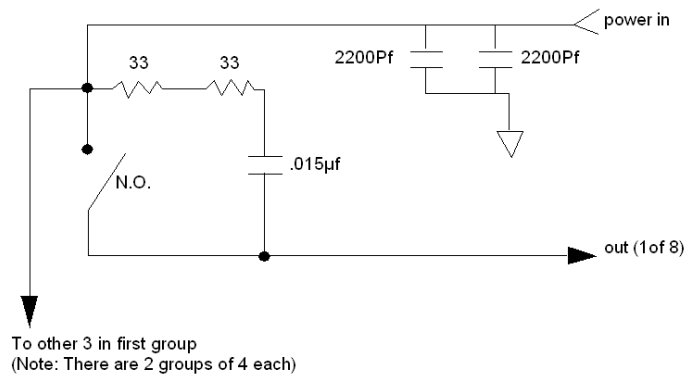 power in
33
33
2200Pf
2200Pf
N.O.
.015µf
out (1of 8)
To other 3 in first group
(Note: There are 2 groups of 4 each)